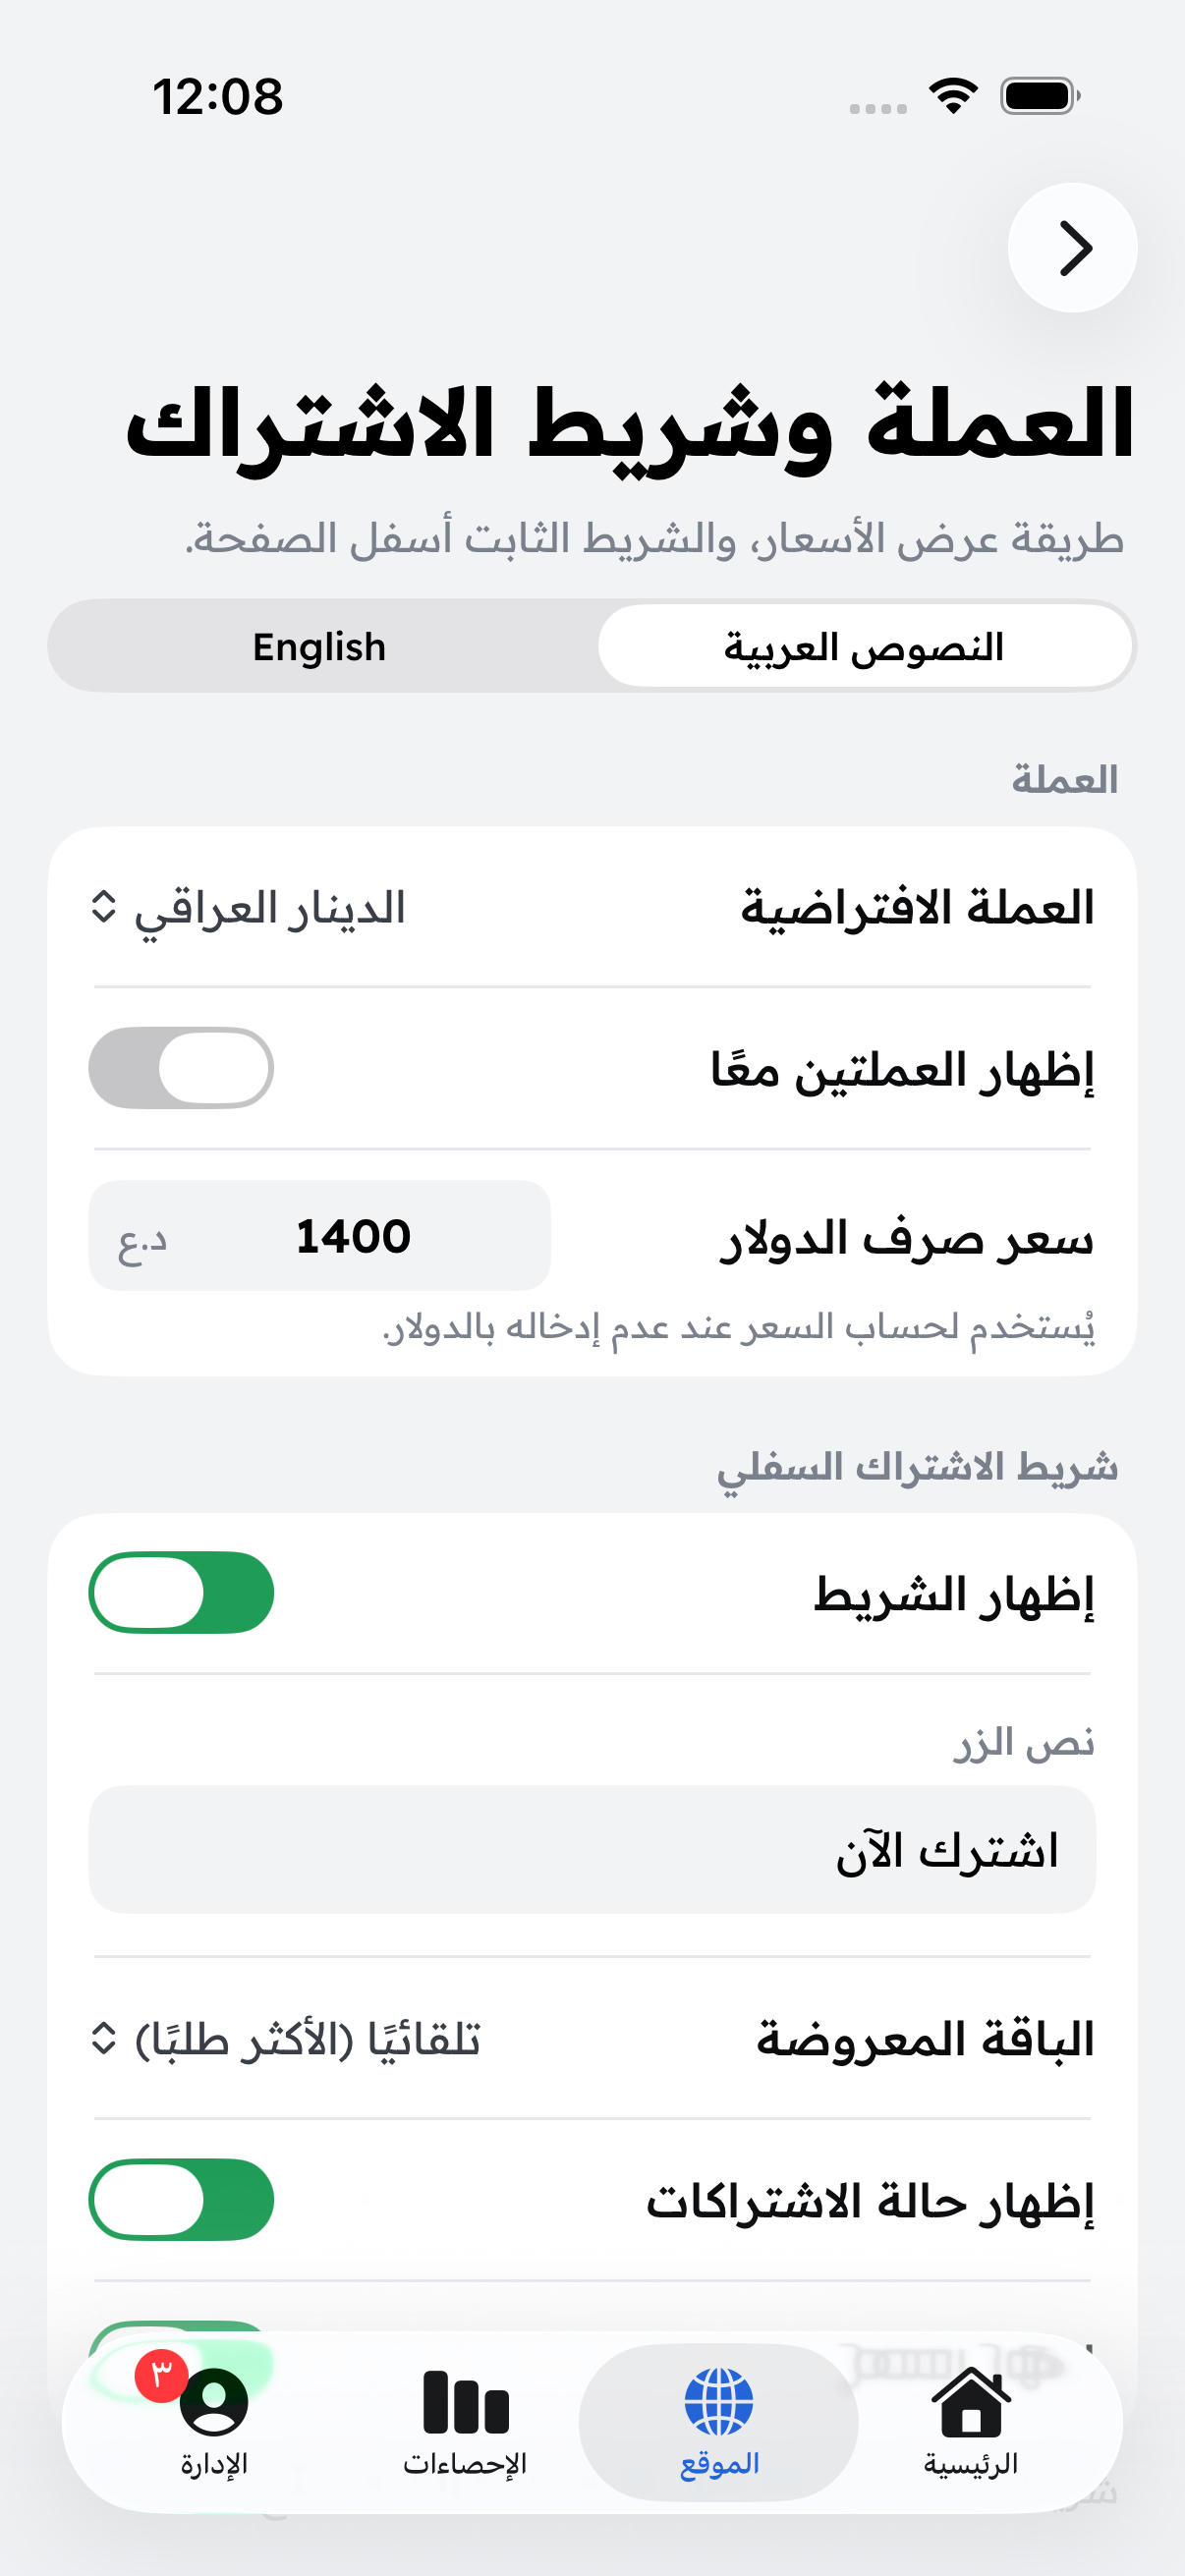 12:08
العملة وشريط الاشتراك
طريقة عرض الأسعار، والشريط الثابت أسفل الصفحة.
النصوص العربية
English
العملة
العملة الافتراضية
الدينار العراقي
إظهار العملتين معًا
سعر صرف الدولار
1400 د.ع
يُستخدم لحساب السعر عند عدم إدخاله بالدولار.
شريط الاشتراك السفلي
إظهار الشريط
نص الزر
اشترك الآن
الباقة المعروضة
تلقائيًا (الأكثر طلبًا)
إظهار حالة الاشتراكات
الرئيسية
الموقع
الإحصاءات
الإدارة
٣